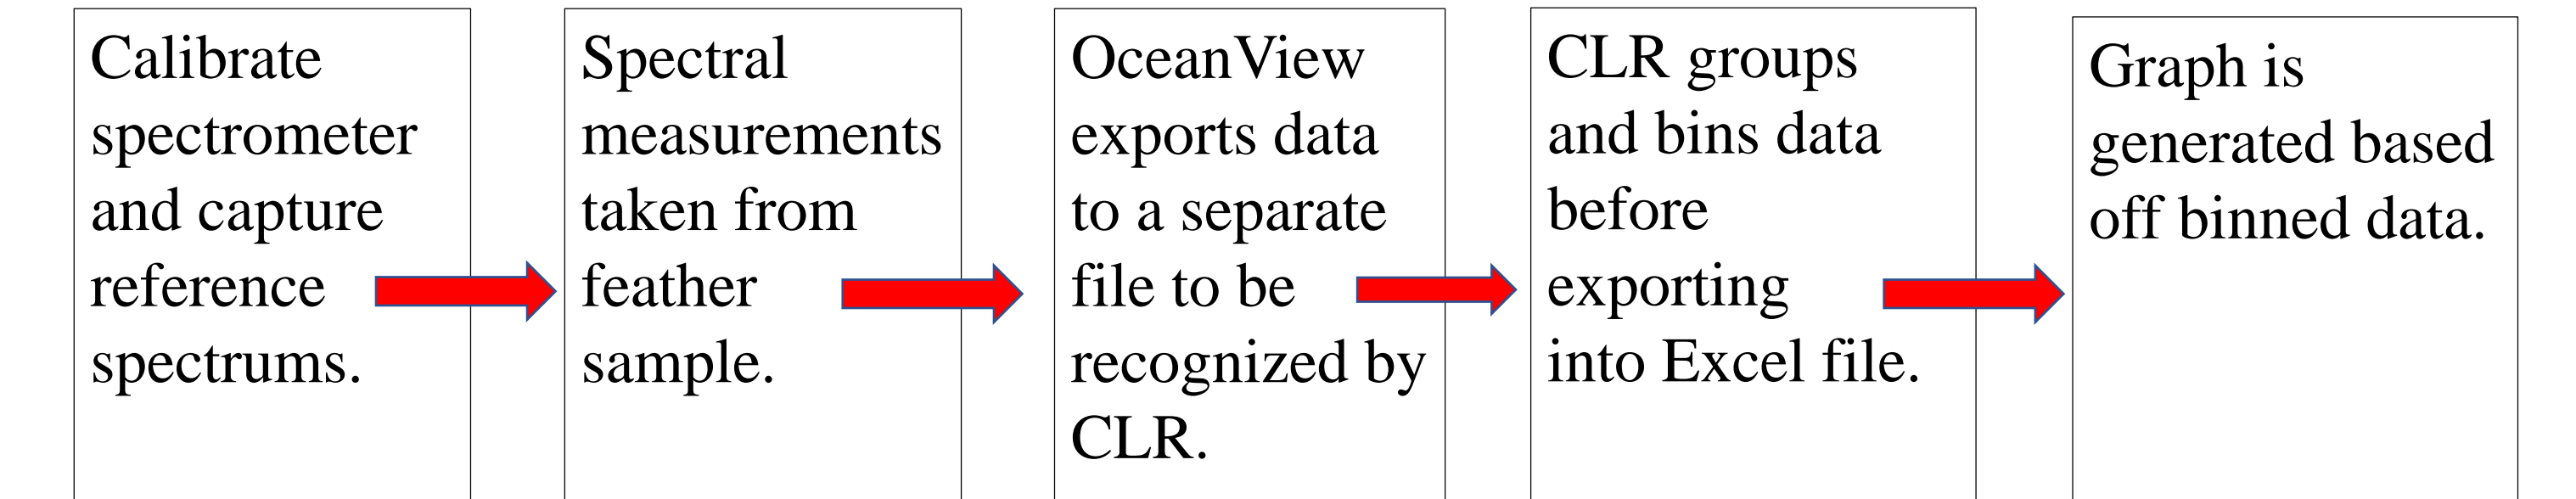 Calibrate
spectrometer
and capture
reference
spectrums.
Spectral
measurements
taken from
feather
sample.
OceanView
exports data
to a separate
file to be
recognized by
CLR.
CLR groups
and bins data
before
exporting
into Excel file.
Graph is
generated based
off binned data.